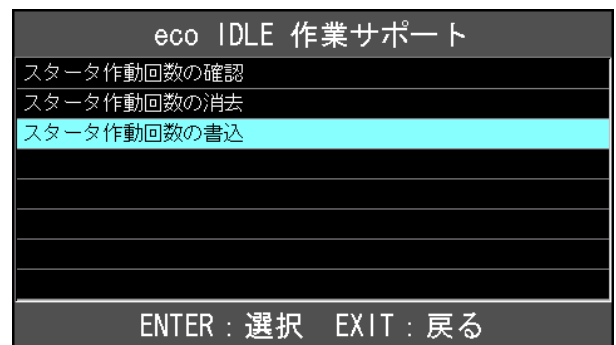 eco IDLE 作業サポート
スタータ作動回数の確認
スタータ作動回数の消去
スタータ作動回数の書込
ENTER：選択　EXIT：戻る